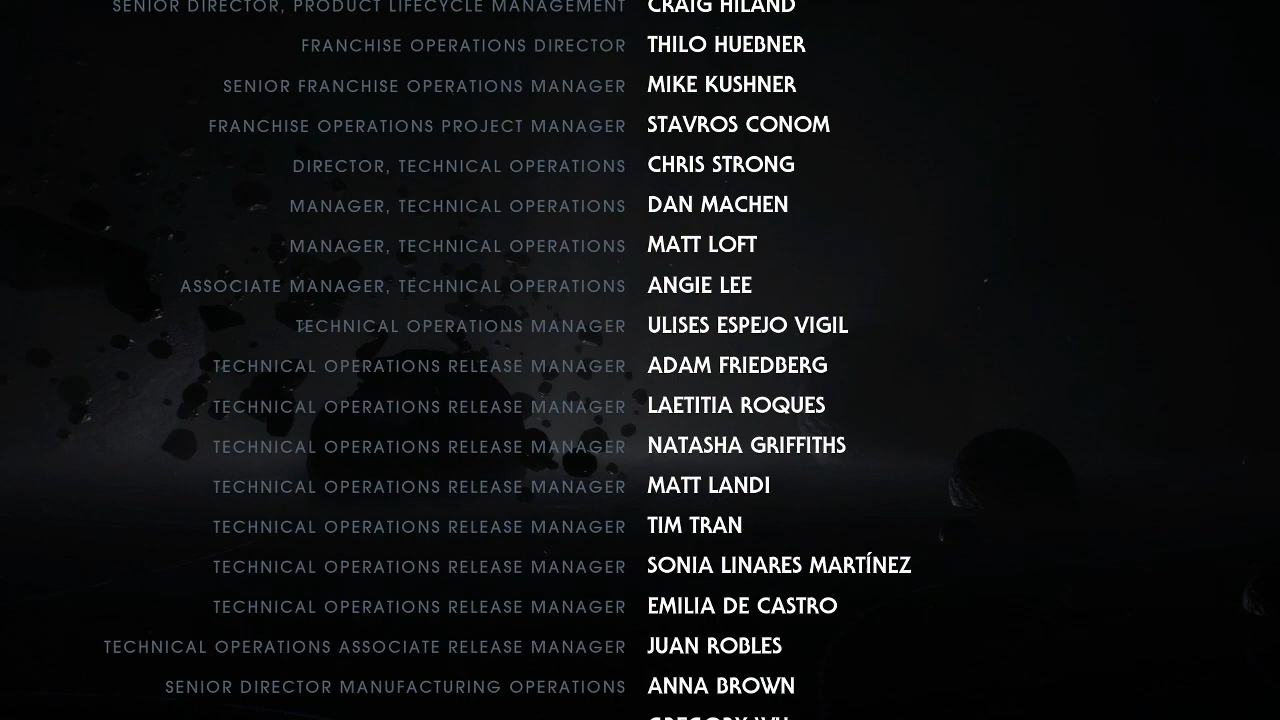 SENIOR DIRECTOR, PRODUCT LIFECYCLE MANAGEMENT CRAIG HILAND
FRANCHISE OPERATIONS DIRECTOR THILO HUEBNER
SENIOR FRANCHISE OPERATIONS MANAGER MIKE KUSHNER
FRANCHISE OPERATIONS PROJECT MANAGER STAVROS CONOM
DIRECTOR, TECHNICAL OPERATIONS CHRIS STRONG
MANAGER, TECHNICAL OPERATIONS DAN MACHEN
MANAGER, TECHNICAL OPERATIONS MATT LOFT
ASSOCIATE MANAGER, TECHNICAL OPERATIONS ANGIE LEE
TECHNICAL OPERATIONS MANAGER ULISES ESPEJO VIGIL
TECHNICAL OPERATIONS RELEASE MANAGER ADAM FRIEDBERG
TECHNICAL OPERATIONS RELEASE MANAGER LAETITIA ROQUES
TECHNICAL OPERATIONS RELEASE MANAGER NATASHA GRIFFITHS
TECHNICAL OPERATIONS RELEASE MANAGER MATT LANDI
TECHNICAL OPERATIONS RELEASE MANAGER TIM TRAN
TECHNICAL OPERATIONS RELEASE MANAGER SONIA LINARES MARTÍNEZ
TECHNICAL OPERATIONS RELEASE MANAGER EMILIA DE CASTRO
TECHNICAL OPERATIONS ASSOCIATE RELEASE MANAGER JUAN ROBLES
SENIOR DIRECTOR MANUFACTURING OPERATIONS ANNA BROWN
GREGORY